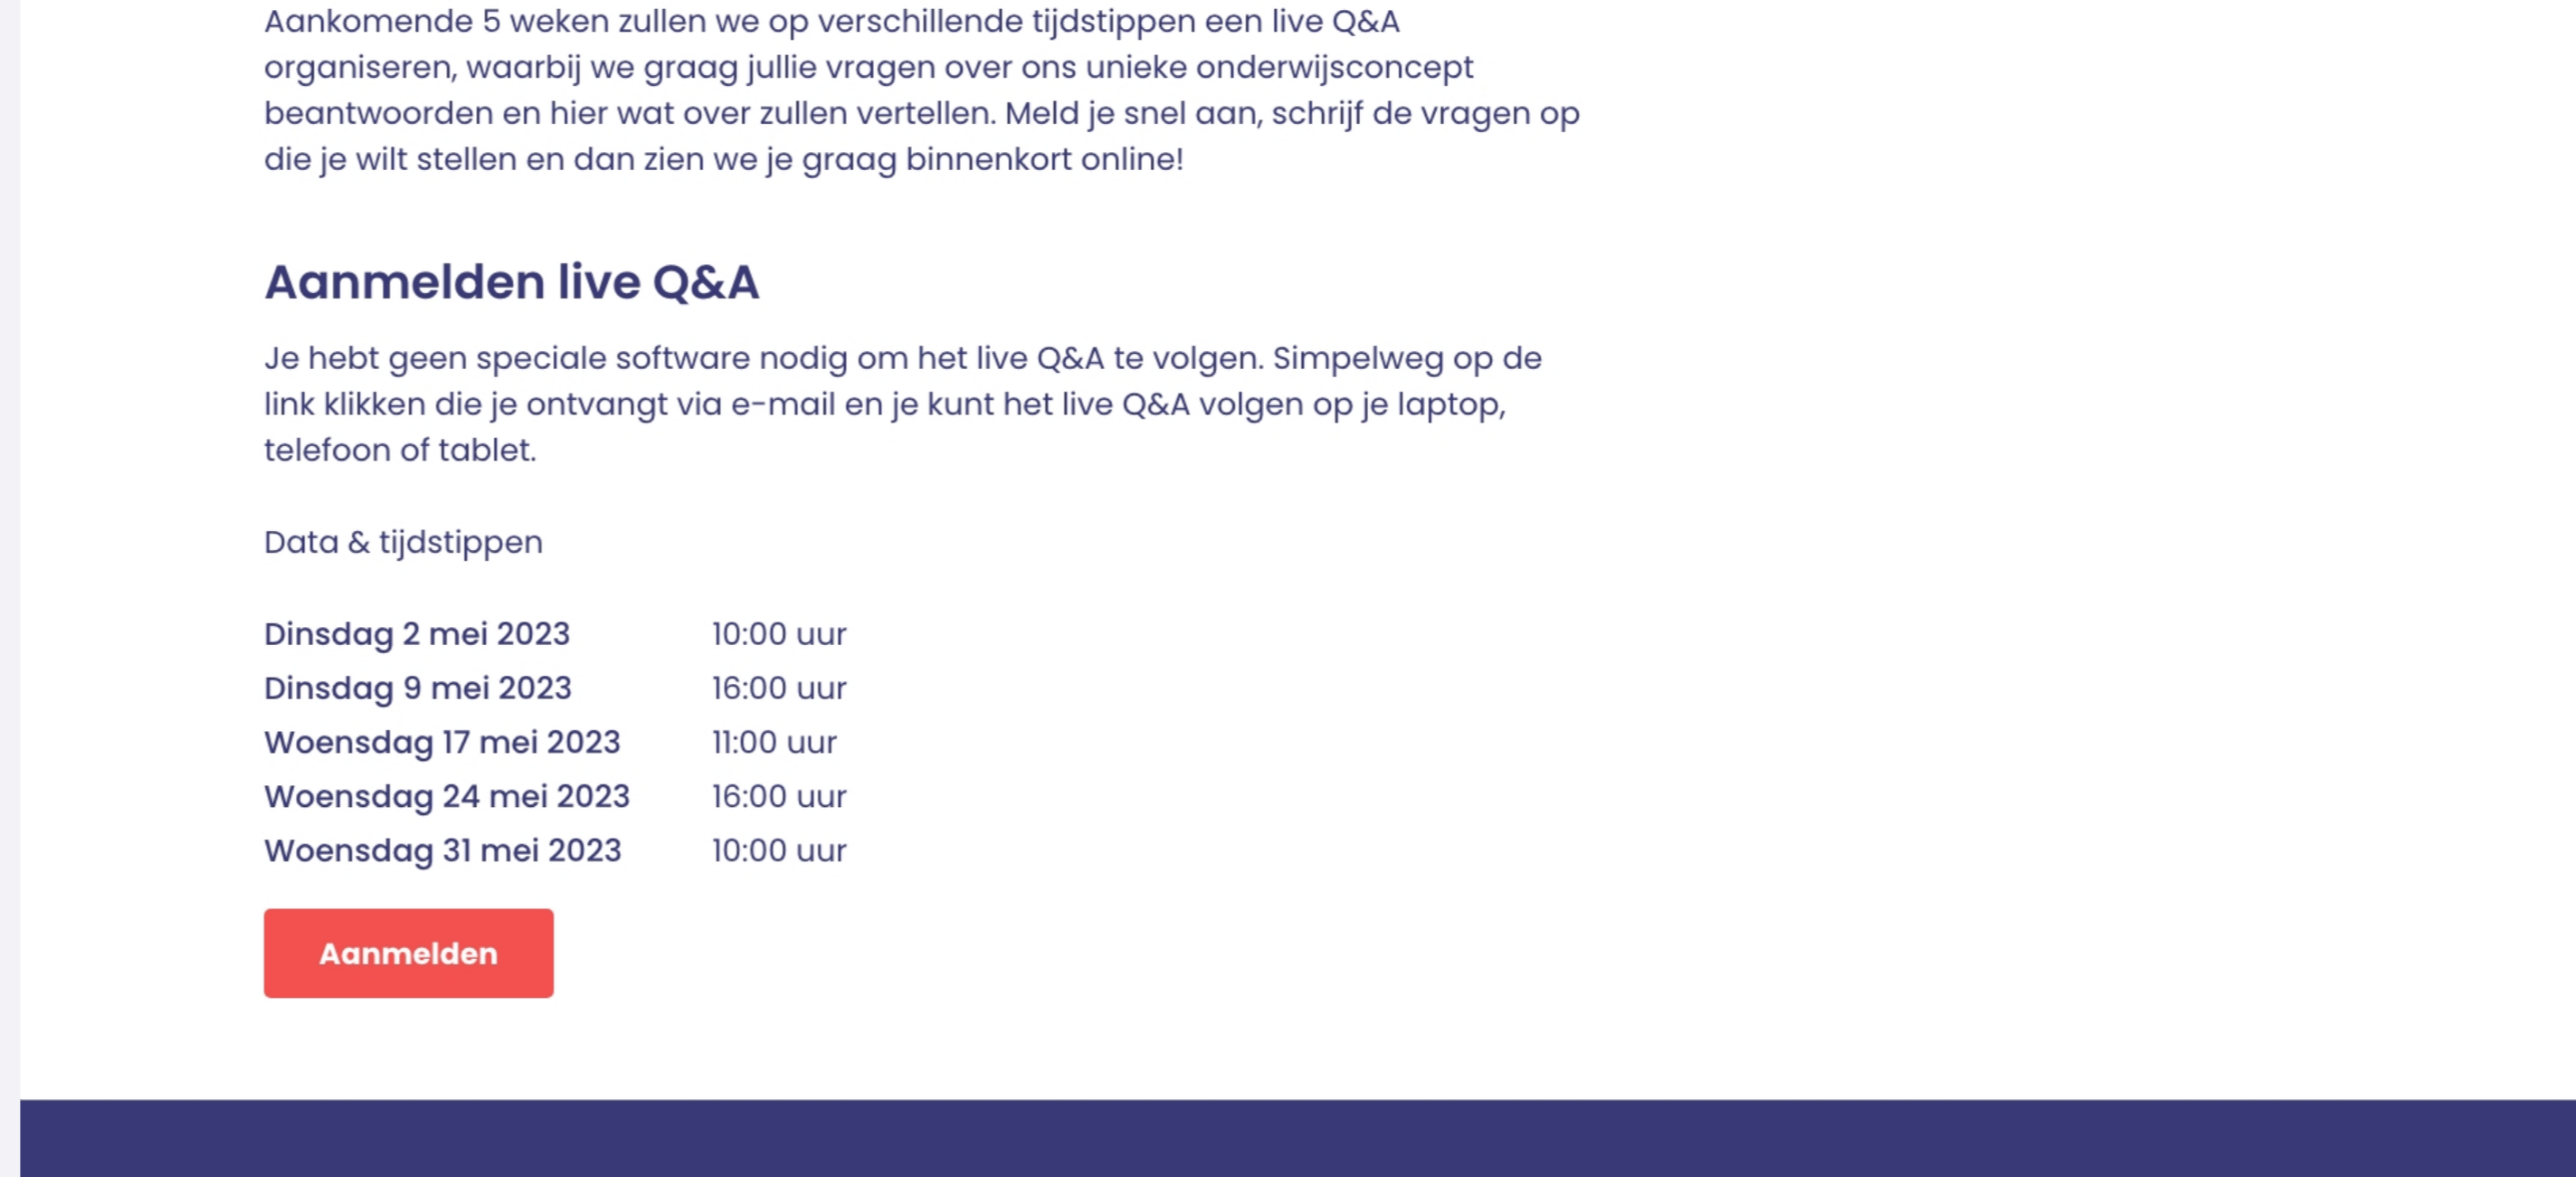 Aankomende 5 weken zullen we op verschillende tijdstippen een live Q&A
organiseren, waarbij we graag jullie vragen over ons unieke onderwijsconcept
beantwoorden en hier wat over zullen vertellen. Meld je snel aan, schrijf de vragen op
die je wilt stellen en dan zien we je graag binnenkort online!
Aanmelden live Q&A
Je hebt geen speciale software nodig om het live Q&A te volgen. Simpelweg op de
link klikken die je ontvangt via e-mail en je kunt het live Q&A volgen op je laptop,
telefoon of tablet.
Data & tijdstippen
Dinsdag 2 mei 2023 10:00 uur
Dinsdag 9 mei 2023 16:00 uur
Woensdag 17 mei 2023 11:00 uur
Woensdag 24 mei 2023 16:00 uur
Woensdag 31 mei 2023 10:00 uur
Aanmelden